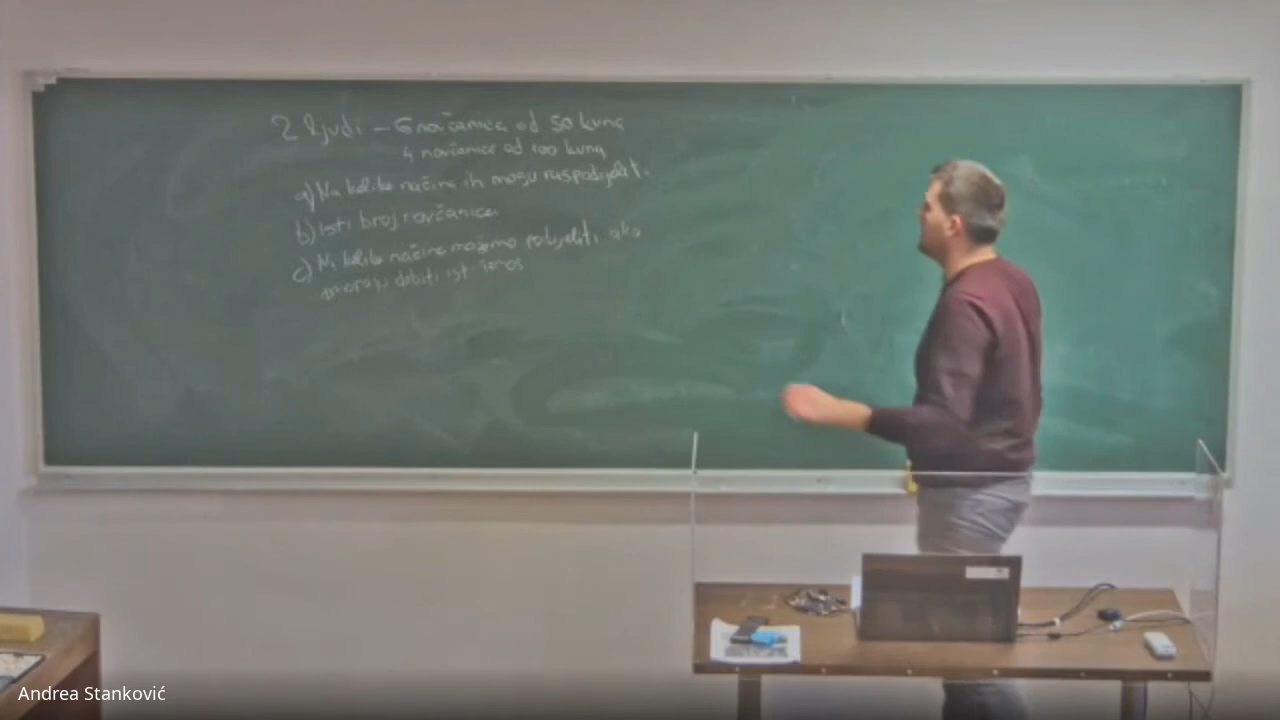 2 ljudi - 6 novčanica od 50 kuna
4 novčanice od 100 kuna
a) Na koliko načina ih mogu raspodijeliti.
b) Isti broj novčanica
c) Na koliko načina možemo podijeliti ako
moraju dobiti isti iznos
Andrea Stanković